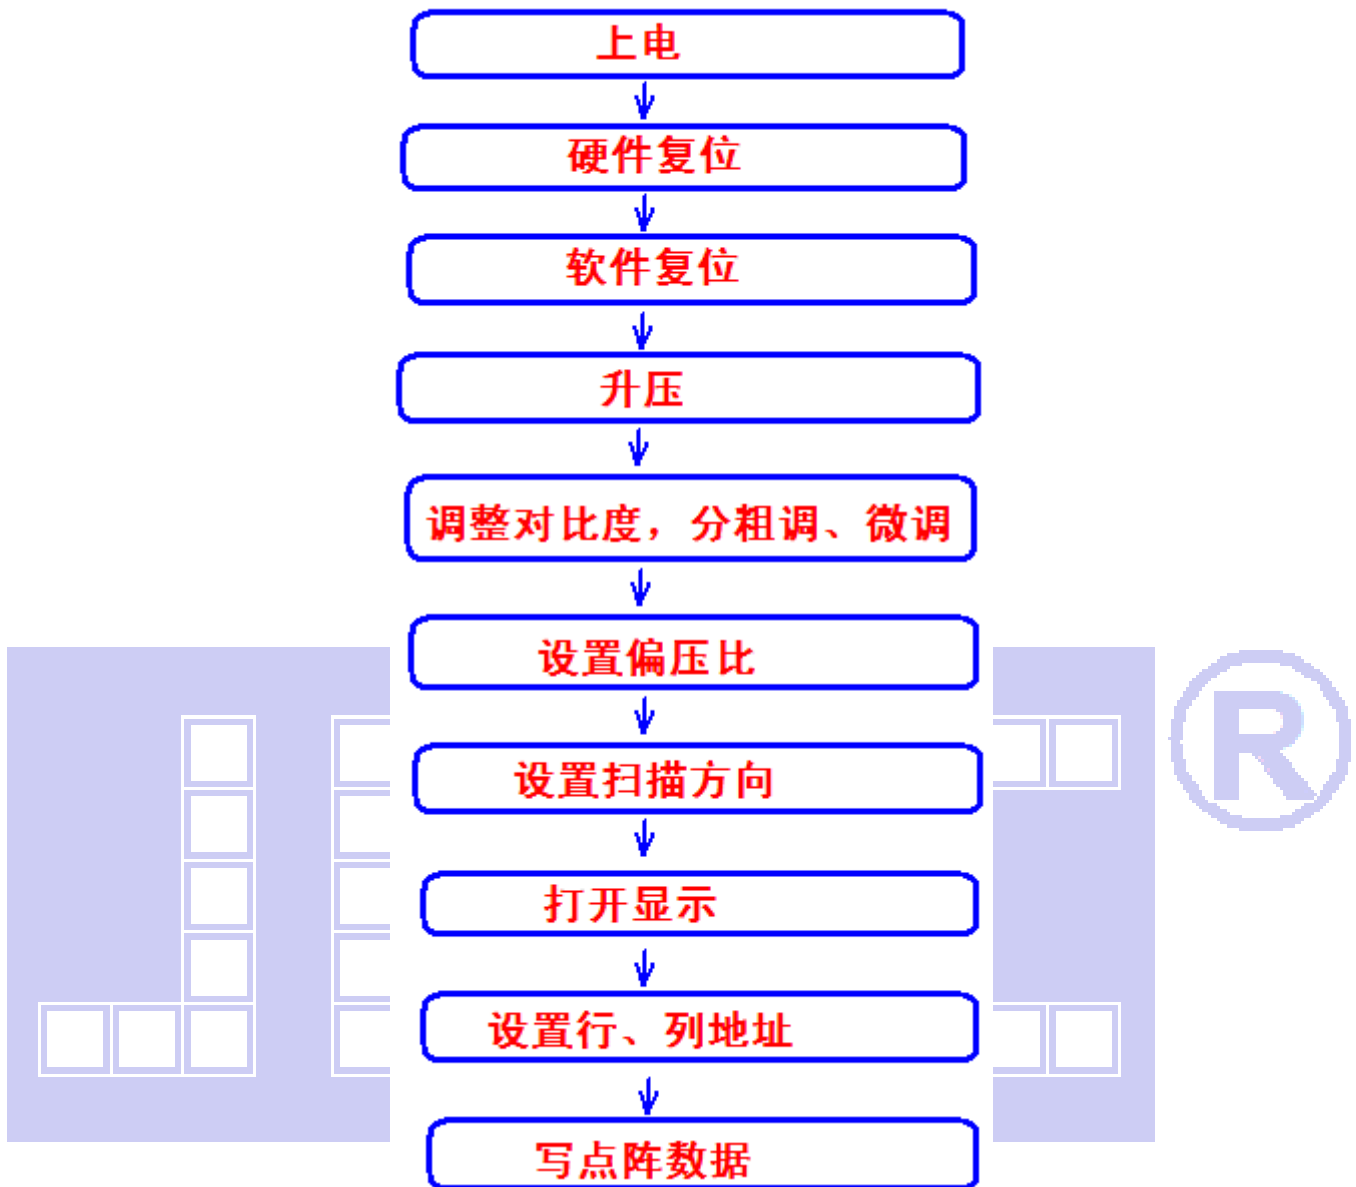 上电
硬件复位
软件复位
升压
调整对比度，分粗调、微调
设置偏压比
设置扫描方向
打开显示
设置行、列地址
写点阵数据
®